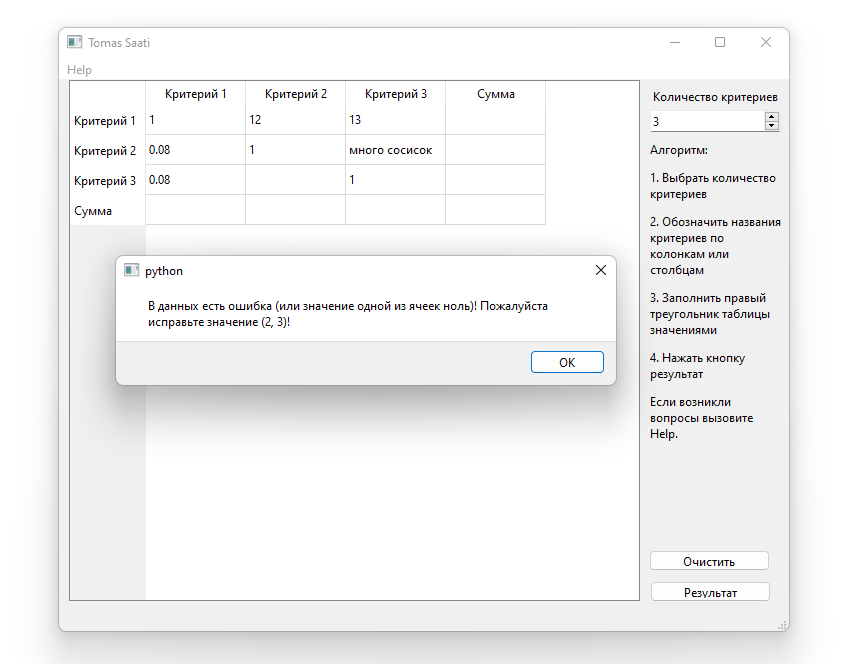 Tomas Saati
Help
Критерий 1 Критерий 2 Критерий 3 Сумма
Критерий 1 1 12 13
Критерий 2 0.08 1 много сосисок
Критерий 3 0.08 1
Сумма
python
В данных есть ошибка (или значение одной из ячеек ноль)! Пожалуйста
исправьте значение (2, 3)!
OK
Количество критериев
3
Алгоритм:
1. Выбрать количество
критериев
2. Обозначить названия
критериев по
колонкам или
столбцам
3. Заполнить правый
треугольник таблицы
значениями
4. Нажать кнопку
результат
Если возникли
вопросы вызовите
Help.
Очистить
Результат